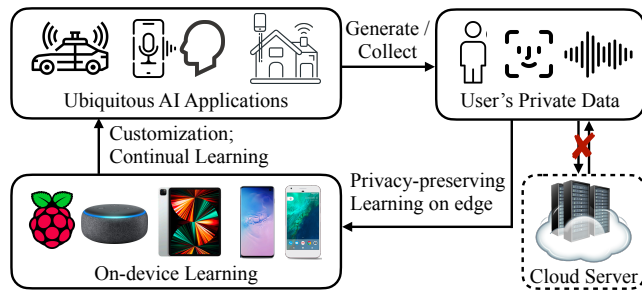 Ubiquitous AI Applications
Generate /
Collect
User's Private Data
Customization;
Continual Learning
Privacy-preserving
Learning on edge
On-device Learning
Cloud Server